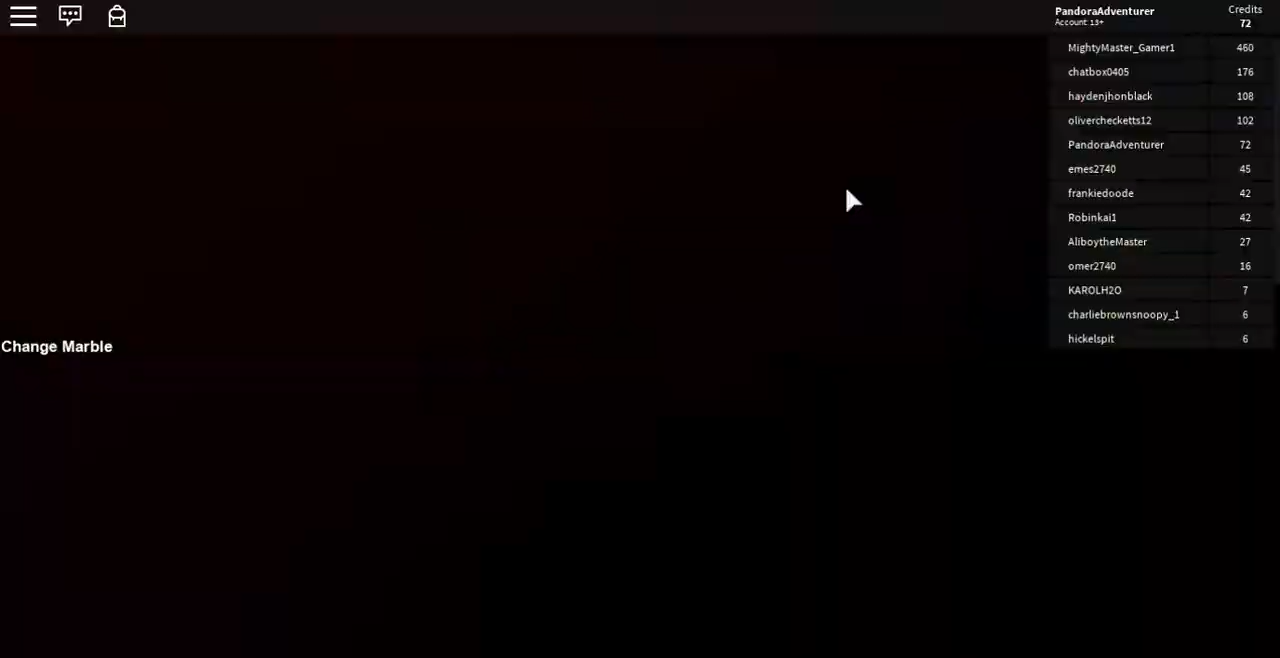 PandoraAdventurer Credits
Account: 13+ 72
MightyMaster_Gamer1 460
chatbox0405 176
haydenjhonblack 108
oliverchecketts12 102
PandoraAdventurer 72
emes2740 45
frankiedoode 42
Robinkai1 42
AliboytheMaster 27
omer2740 16
KAROLH2O 7
charliebrownsnoopy_1 6
hickelspit 6
Change Marble